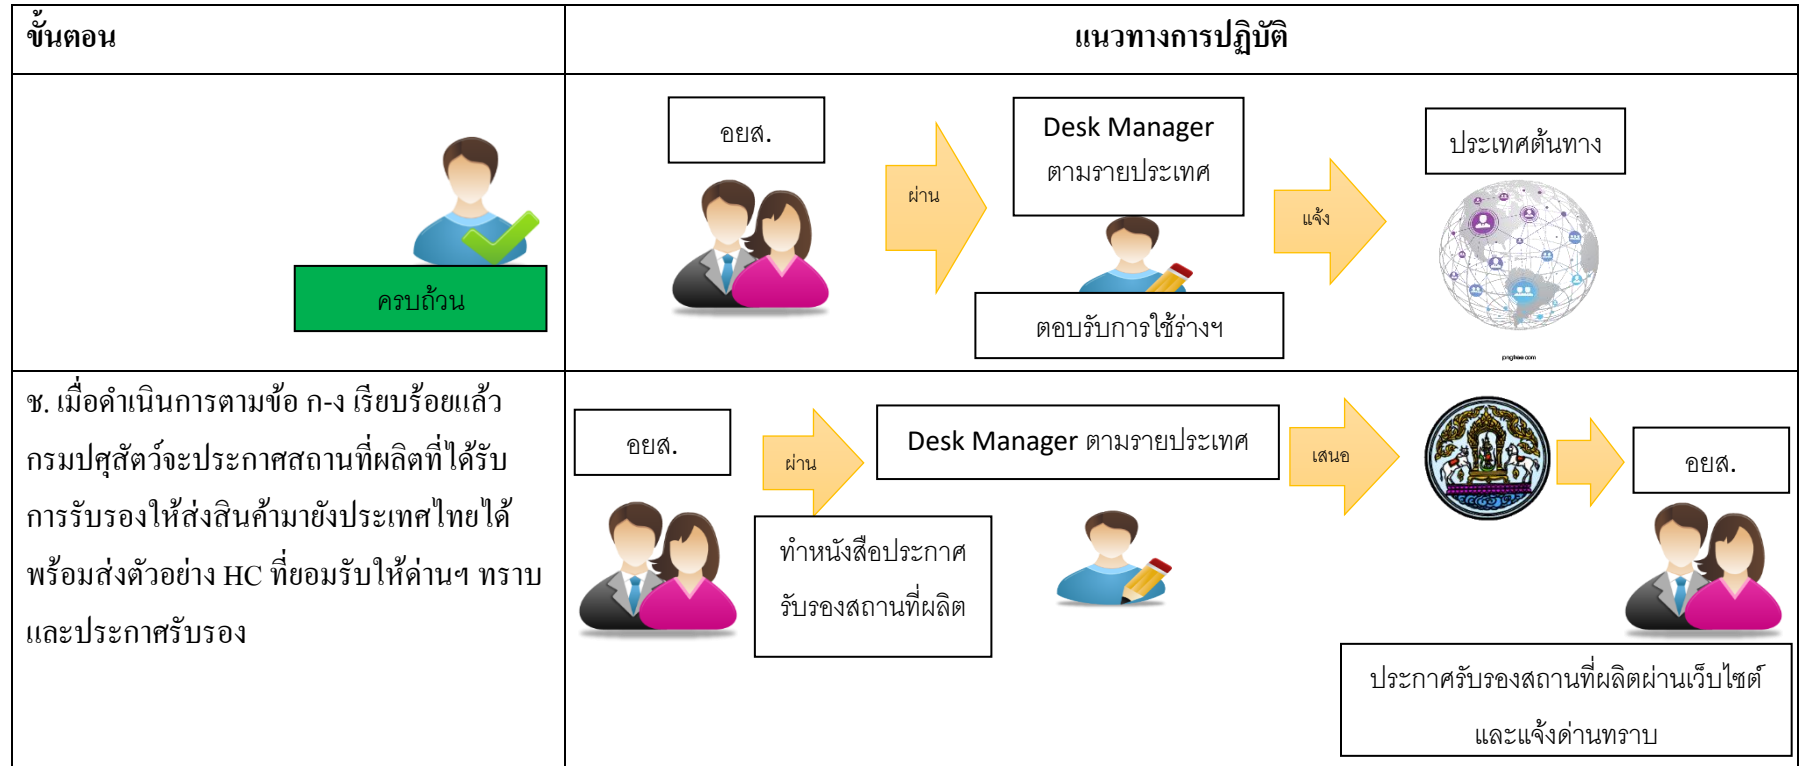 ขั้นตอน
แนวทางการปฏิบัติ
ครบถ้วน
อยส.
ผ่าน
Desk Manager
ตามรายประเทศ
ตอบรับการใช้ร่างฯ
แจ้ง
ประเทศต้นทาง
pngtree.com
ช. เมื่อดำเนินการตามข้อ ก-ง เรียบร้อยแล้ว
กรมปศุสัตว์จะประกาศสถานที่ผลิตที่ได้รับ
การรับรองให้ส่งสินค้ามายังประเทศไทยได้
พร้อมส่งตัวอย่าง HC ที่ยอมรับให้ด่านฯ ทราบ
และประกาศรับรอง
อยส.
ผ่าน
ทำหนังสือประกาศ
รับรองสถานที่ผลิต
Desk Manager ตามรายประเทศ
เสนอ
อยส.
ประกาศรับรองสถานที่ผลิตผ่านเว็บไซต์
และแจ้งด่านทราบ